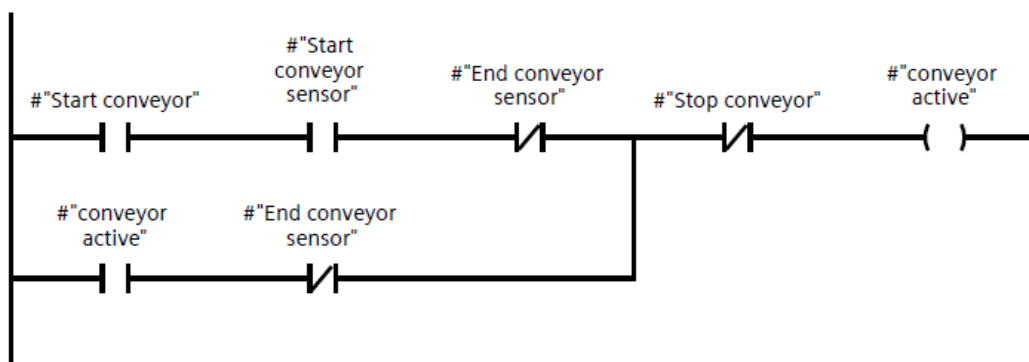 #"Start conveyor"
#"Start
conveyor
sensor"
#"End conveyor
sensor"
#"Stop conveyor"
#"conveyor
active"
#"conveyor
active"
#"End conveyor
sensor"